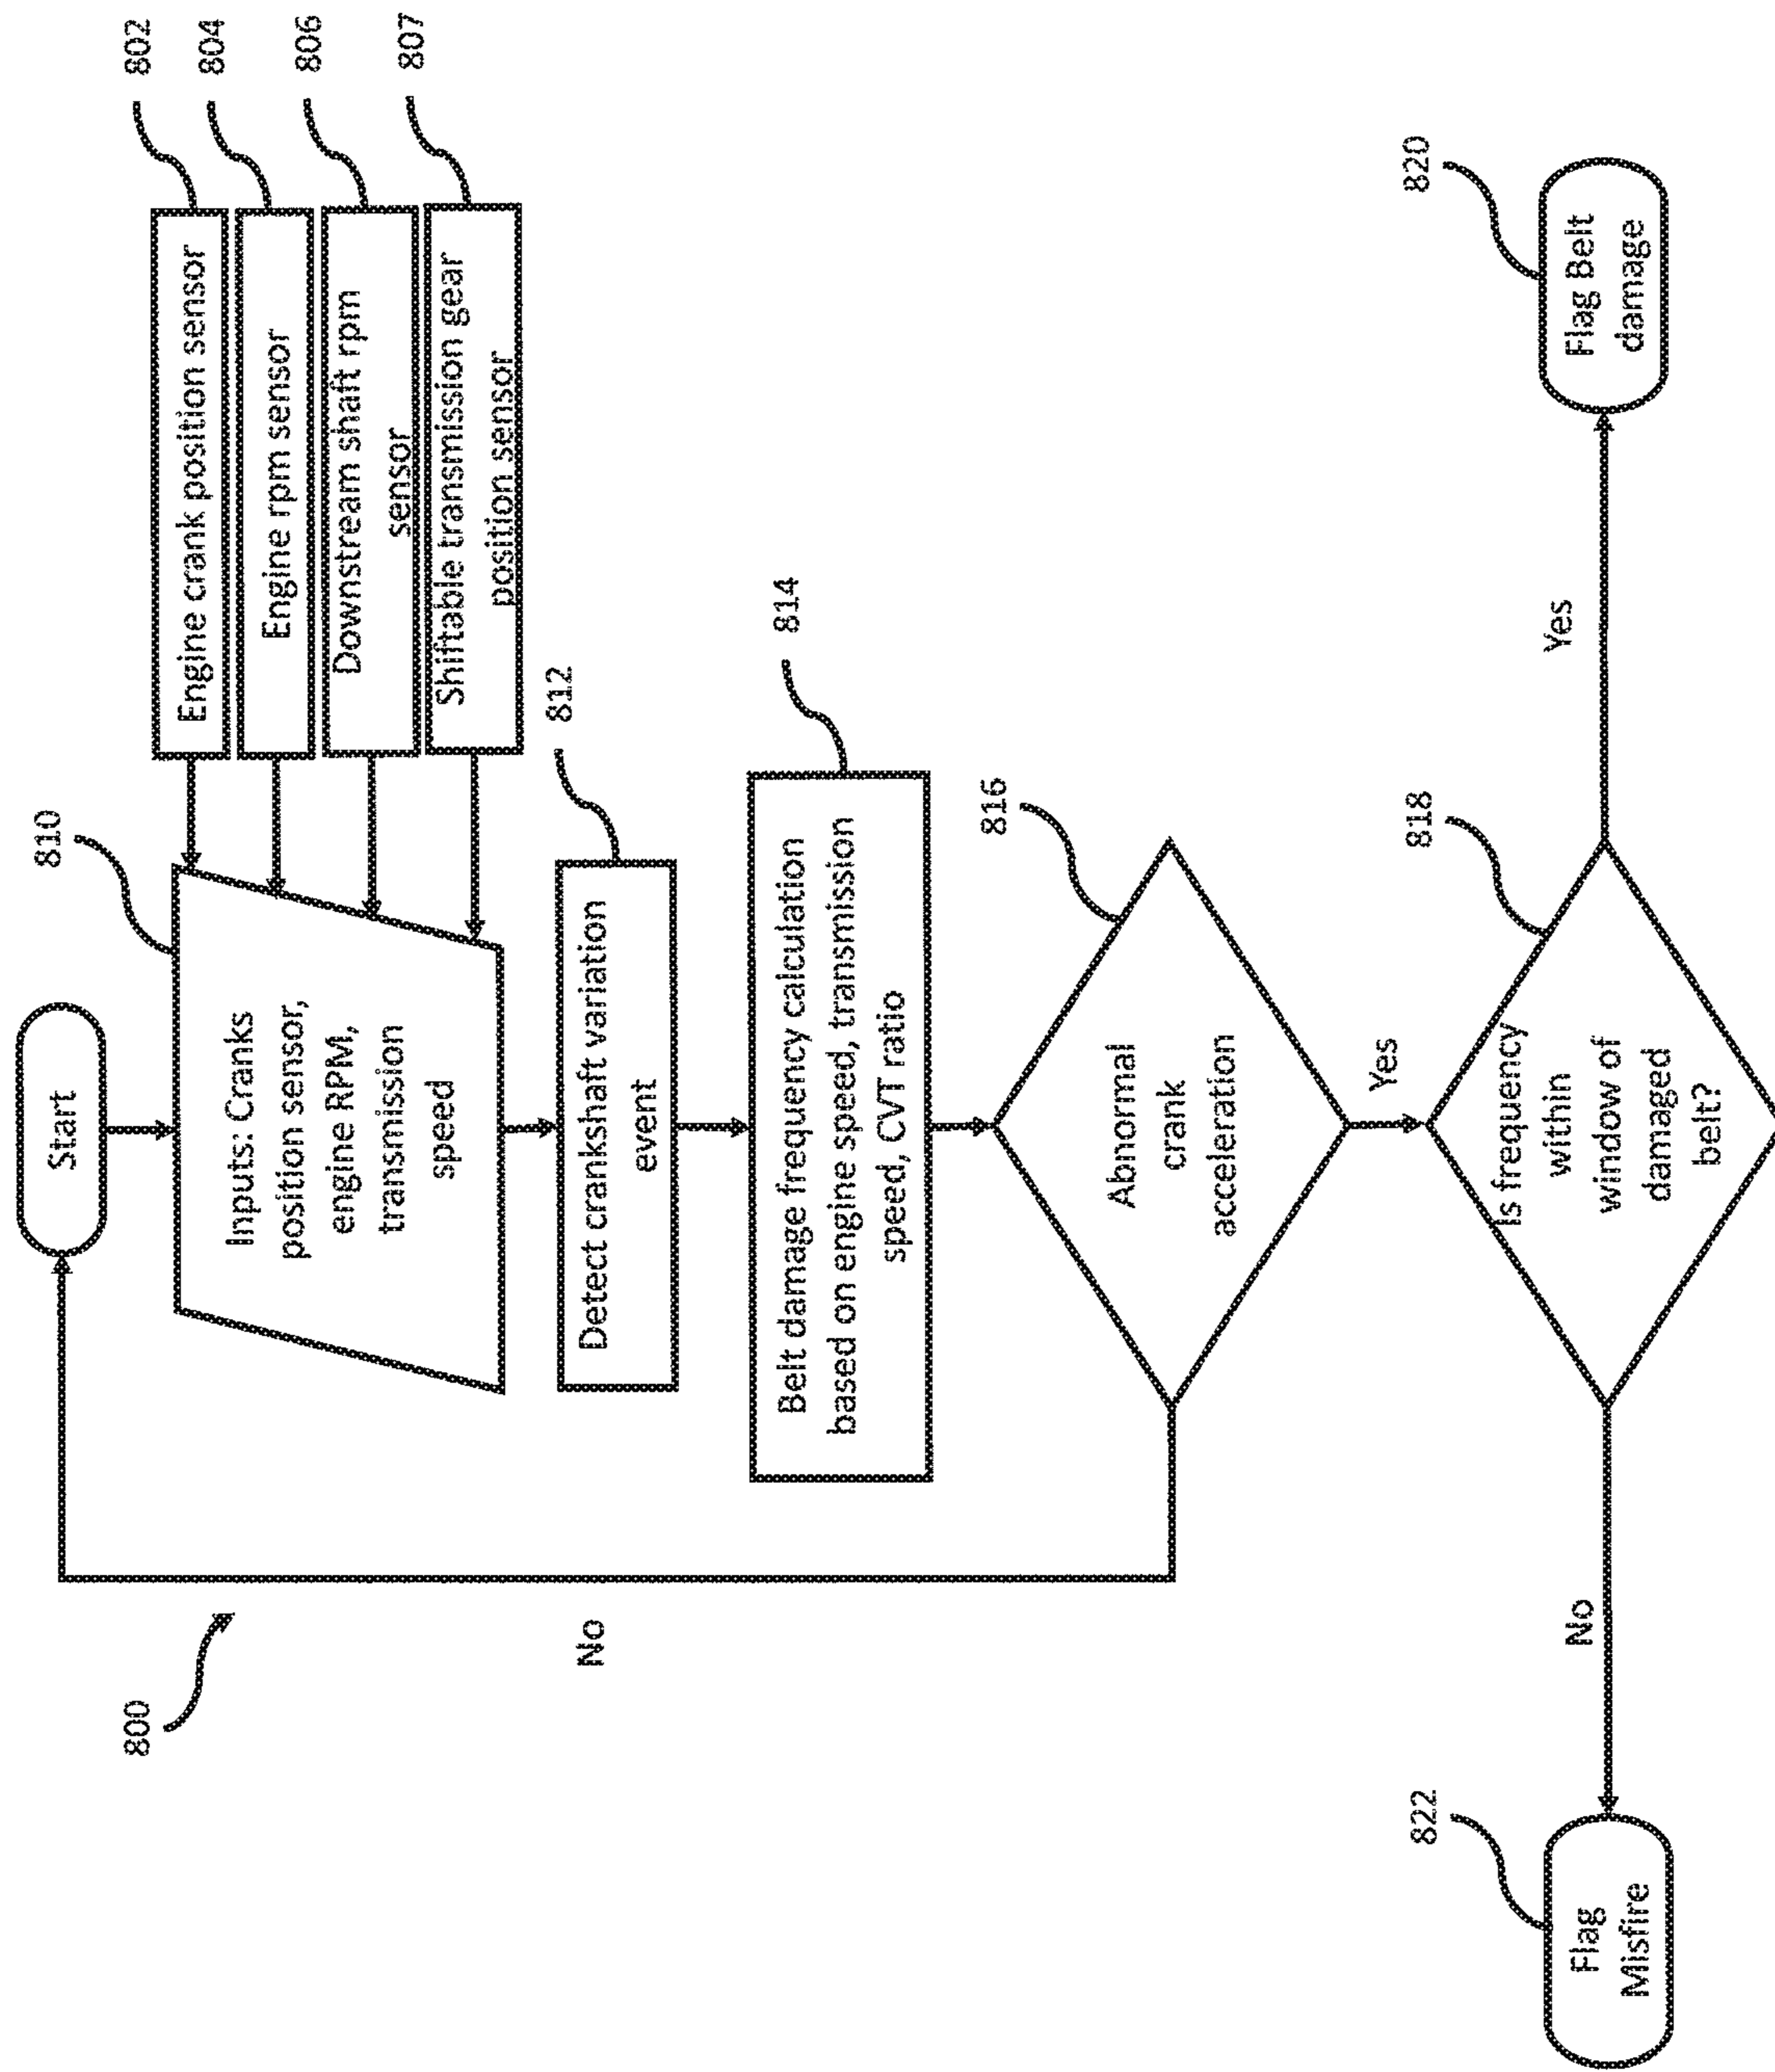 800
Start
810
Inputs: Cranks
position sensor,
engine RPM,
transmission
speed
Engine crank position sensor
802
Engine rpm sensor
804
Downstream shaft rpm
sensor
806
Shiftable transmission gear
position sensor
807
Detect crankshaft variation
event
812
Belt damage frequency calculation
based on engine speed, transmission
speed, CVT ratio
814
Abnormal
crank
acceleration
816
No
Yes
Is frequency
within
window of
damaged
belt?
818
Yes
Flag Belt
damage
820
No
Flag
Misfire
822